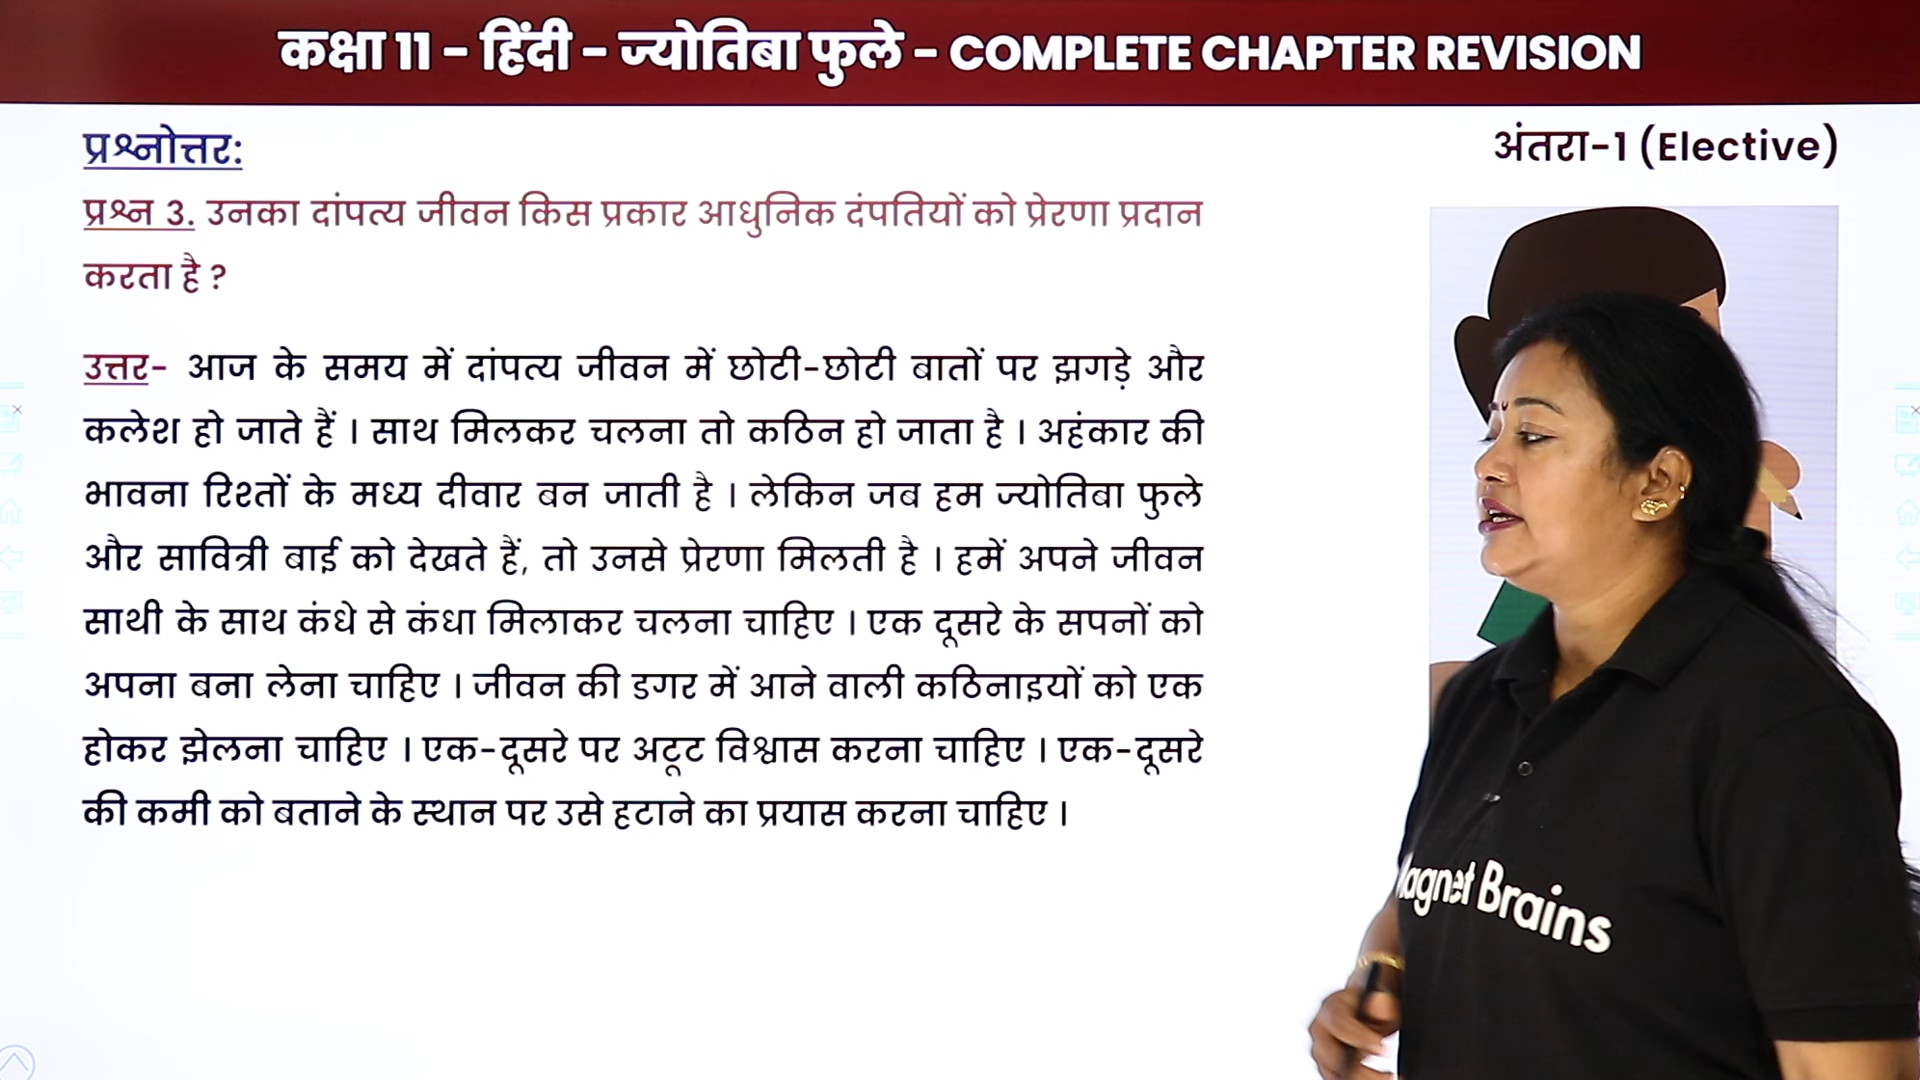 कक्षा 11 - हिंदी - ज्योतिबा फुले - COMPLETE CHAPTER REVISION
प्रश्नोत्तर:
अंतरा-1 (Elective)
प्रश्न 3. उनका दांपत्य जीवन किस प्रकार आधुनिक दंपतियों को प्रेरणा प्रदान
करता है ?
उत्तर- आज के समय में दांपत्य जीवन में छोटी-छोटी बातों पर झगड़े और
कलेश हो जाते हैं । साथ मिलकर चलना तो कठिन हो जाता है । अहंकार की
भावना रिश्तों के मध्य दीवार बन जाती है । लेकिन जब हम ज्योतिबा फुले
और सावित्री बाई को देखते हैं, तो उनसे प्रेरणा मिलती है । हमें अपने जीवन
साथी के साथ कंधे से कंधा मिलाकर चलना चाहिए । एक दूसरे के सपनों को
अपना बना लेना चाहिए । जीवन की डगर में आने वाली कठिनाइयों को एक
होकर झेलना चाहिए । एक-दूसरे पर अटूट विश्वास करना चाहिए । एक-दूसरे
की कमी को बताने के स्थान पर उसे हटाने का प्रयास करना चाहिए ।
Magnet Brains